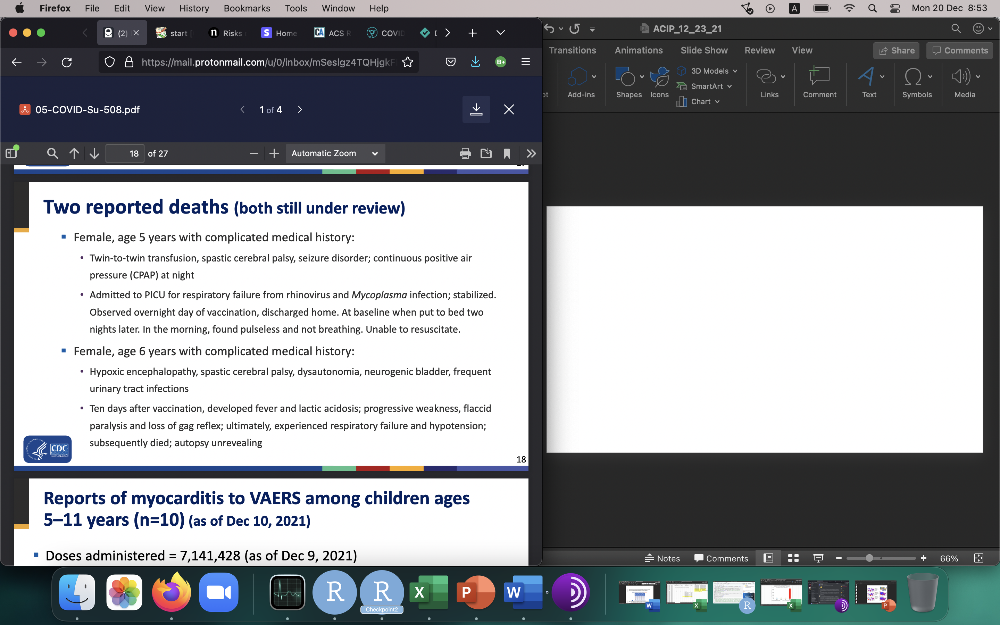 Firefox File Edit View History Bookmarks Tools Window Help
A
Mon 20 Dec 8:53
(2)
start
Risks
Home
ACS R
COVID
ACIP_12_23_21
https://mail.protonmail.com/u/0/inbox/mSeslgz4TQHjgkF
B+
Transitions Animations Slide Show Review View
Share
Comments
Add-ins
Shapes
Icons
3D Models
SmartArt
Chart
Links
Comment
Text
Symbols
Media
05-COVID-Su-508.pdf
1 of 4
18 of 27
Automatic Zoom
Two reported deaths (both still under review)
Female, age 5 years with complicated medical history:
Twin-to-twin transfusion, spastic cerebral palsy, seizure disorder; continuous positive air
pressure (CPAP) at night
Admitted to PICU for respiratory failure from rhinovirus and Mycoplasma infection; stabilized.
Observed overnight day of vaccination, discharged home. At baseline when put to bed two
nights later. In the morning, found pulseless and not breathing. Unable to resuscitate.
Female, age 6 years with complicated medical history:
Hypoxic encephalopathy, spastic cerebral palsy, dysautonomia, neurogenic bladder, frequent
urinary tract infections
Ten days after vaccination, developed fever and lactic acidosis; progressive weakness, flaccid
paralysis and loss of gag reflex; ultimately, experienced respiratory failure and hypotension;
subsequently died; autopsy unrevealing
CDC
18
Reports of myocarditis to VAERS among children ages
5–11 years (n=10) (as of Dec 10, 2021)
Doses administered = 7,141,428 (as of Dec 9, 2021)
Notes
Comments
66%
R
R
Checkpoint2
X
P
W
W
X
R
X
P